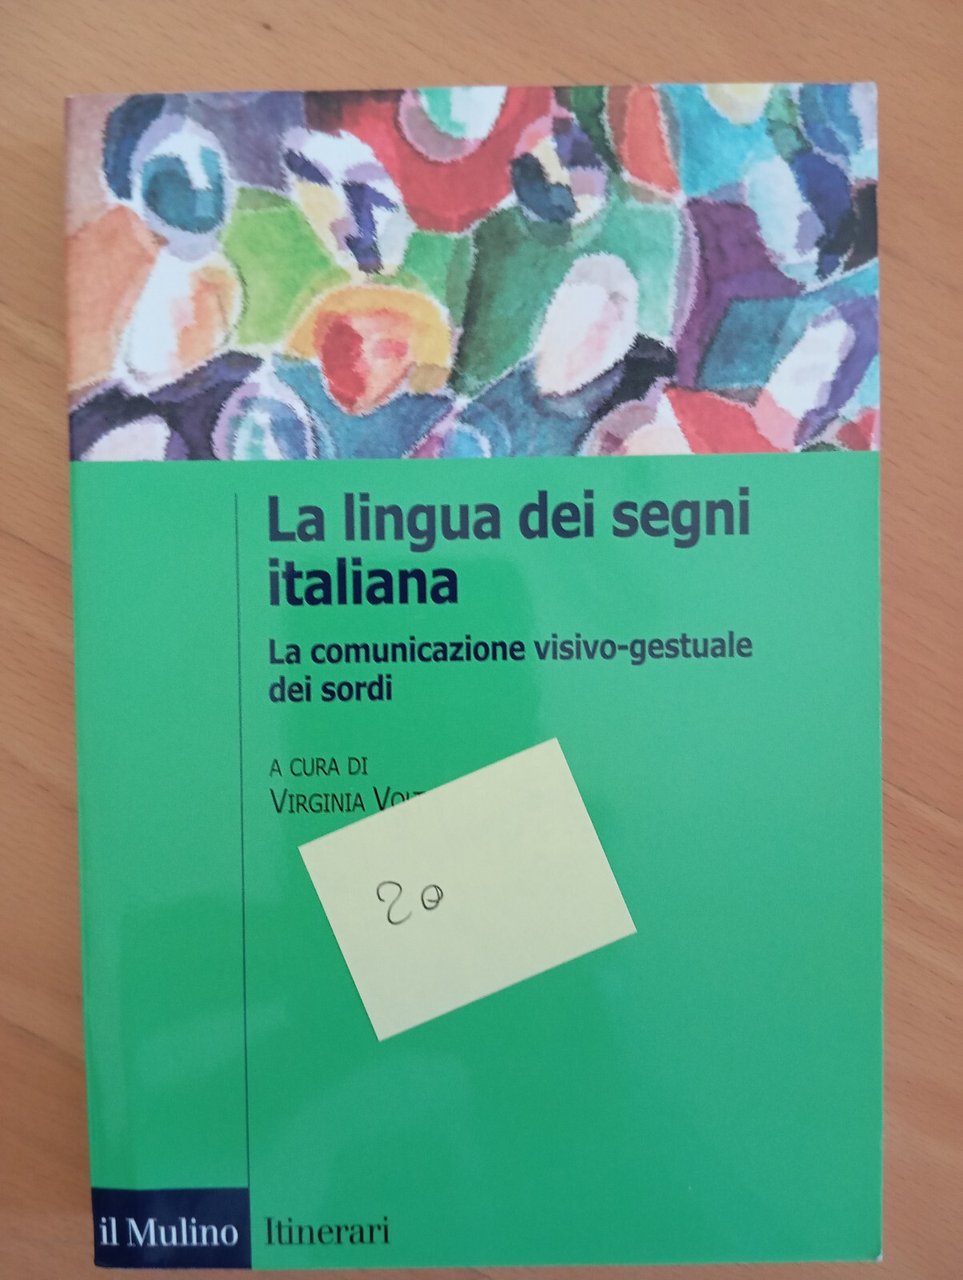 La lingua dei segni
italiana
La comunicazione visivo-gestuale
dei sordi
A CURA DI
VIRGINIA
20
il Mulino Itinerari